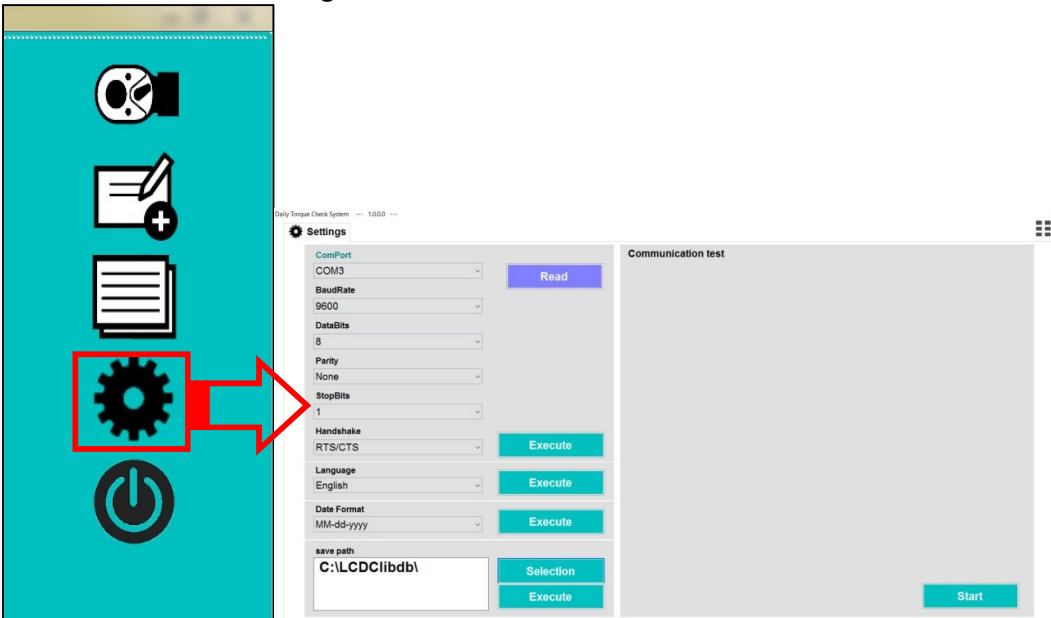 Daily Torque Check System ··· 1.0.0.0 ···
Settings
ComPort
COM3
Read
BaudRate
9600
DataBits
8
Parity
None
StopBits
1
Handshake
RTS/CTS
Execute
Language
English
Execute
Date Format
MM-dd-yyyy
Execute
save path
C:\LCDClibdb\
Selection
Execute
Communication test
Start